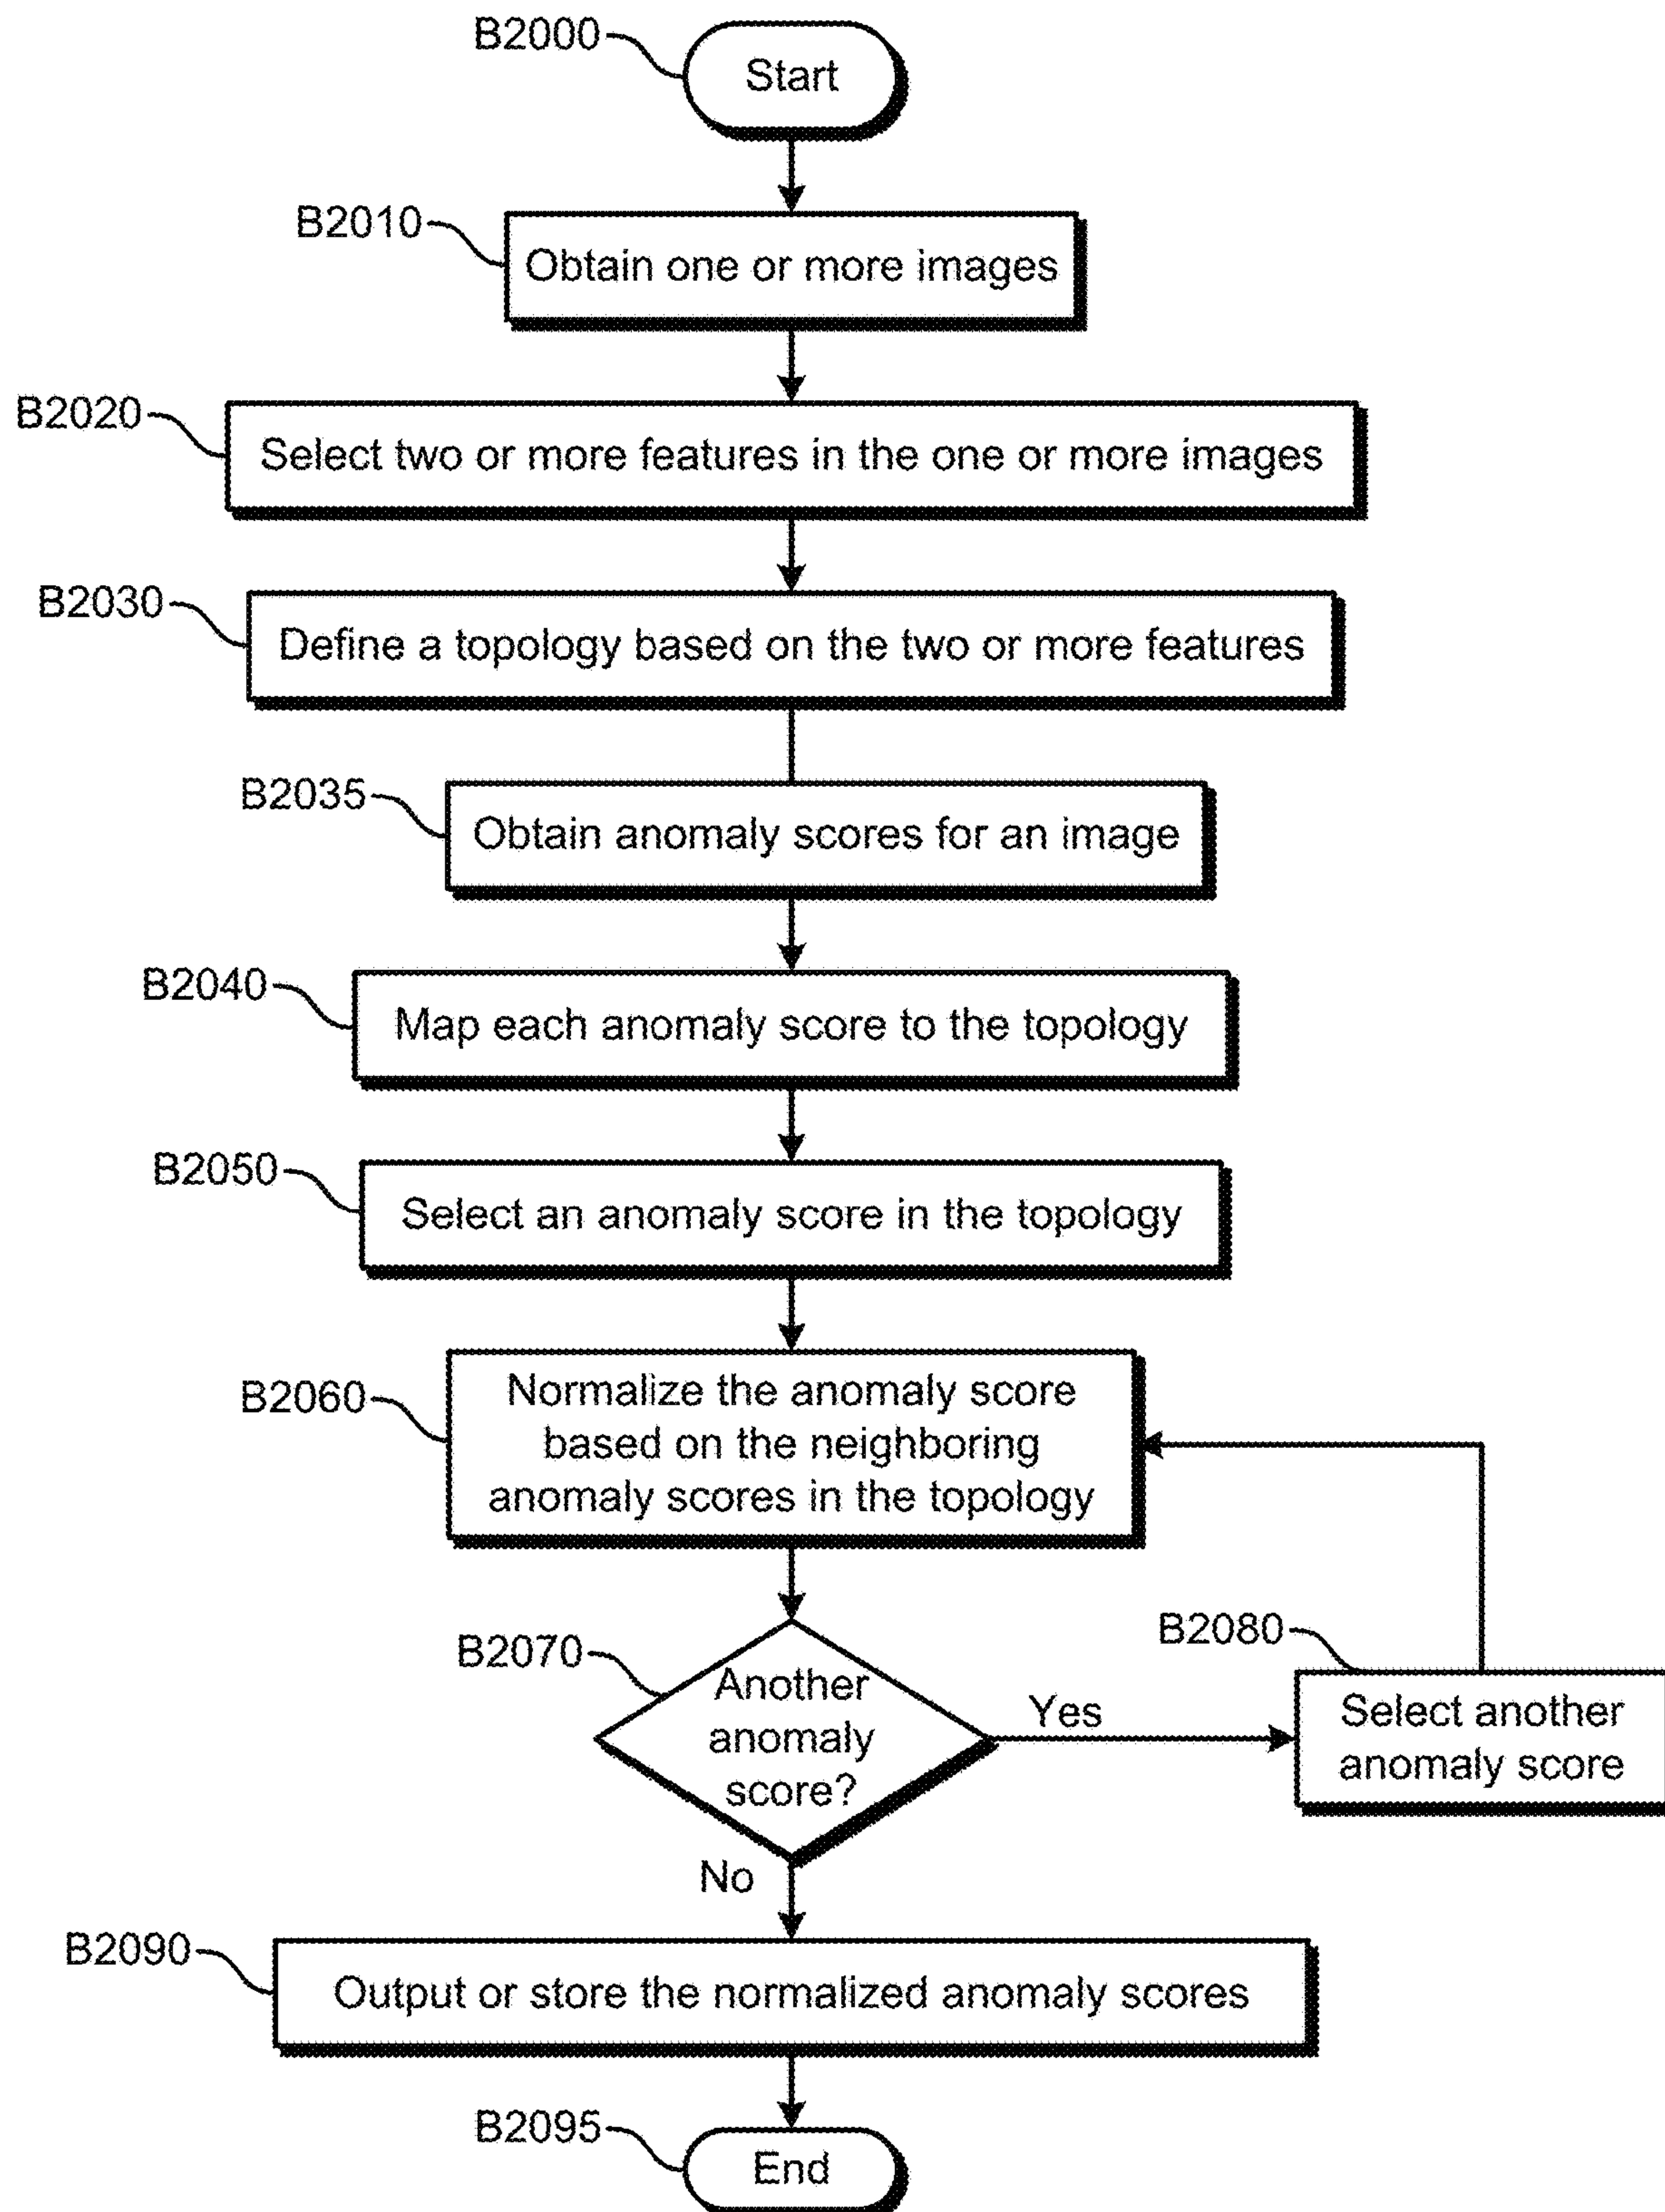 B2000
Start
B2010
Obtain one or more images
B2020
Select two or more features in the one or more images
B2030
Define a topology based on the two or more features
B2035
Obtain anomaly scores for an image
B2040
Map each anomaly score to the topology
B2050
Select an anomaly score in the topology
B2060
Normalize the anomaly score
based on the neighboring
anomaly scores in the topology
B2070
Another
anomaly
score?
Yes
B2080
Select another
anomaly score
No
B2090
Output or store the normalized anomaly scores
B2095
End